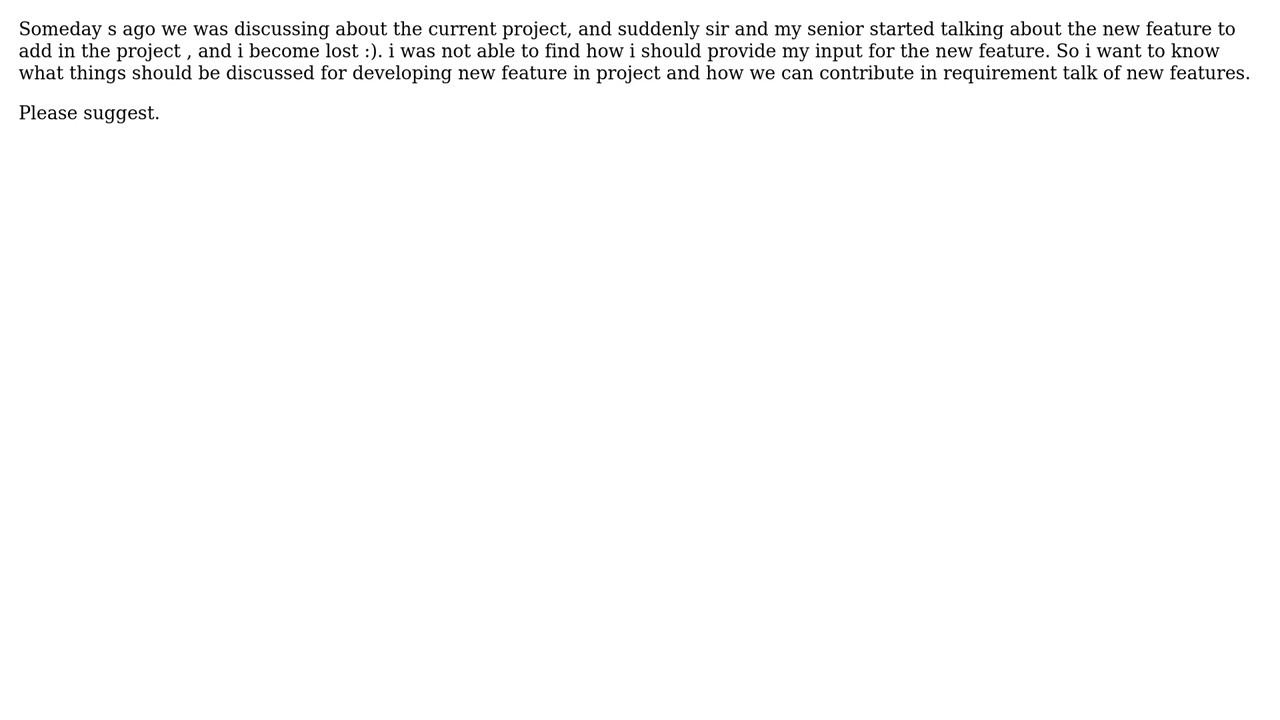 Someday s ago we was discussing about the current project, and suddenly sir and my senior started talking about the new feature to
add in the project , and i become lost :). i was not able to find how i should provide my input for the new feature. So i want to know
what things should be discussed for developing new feature in project and how we can contribute in requirement talk of new features.
Please suggest.